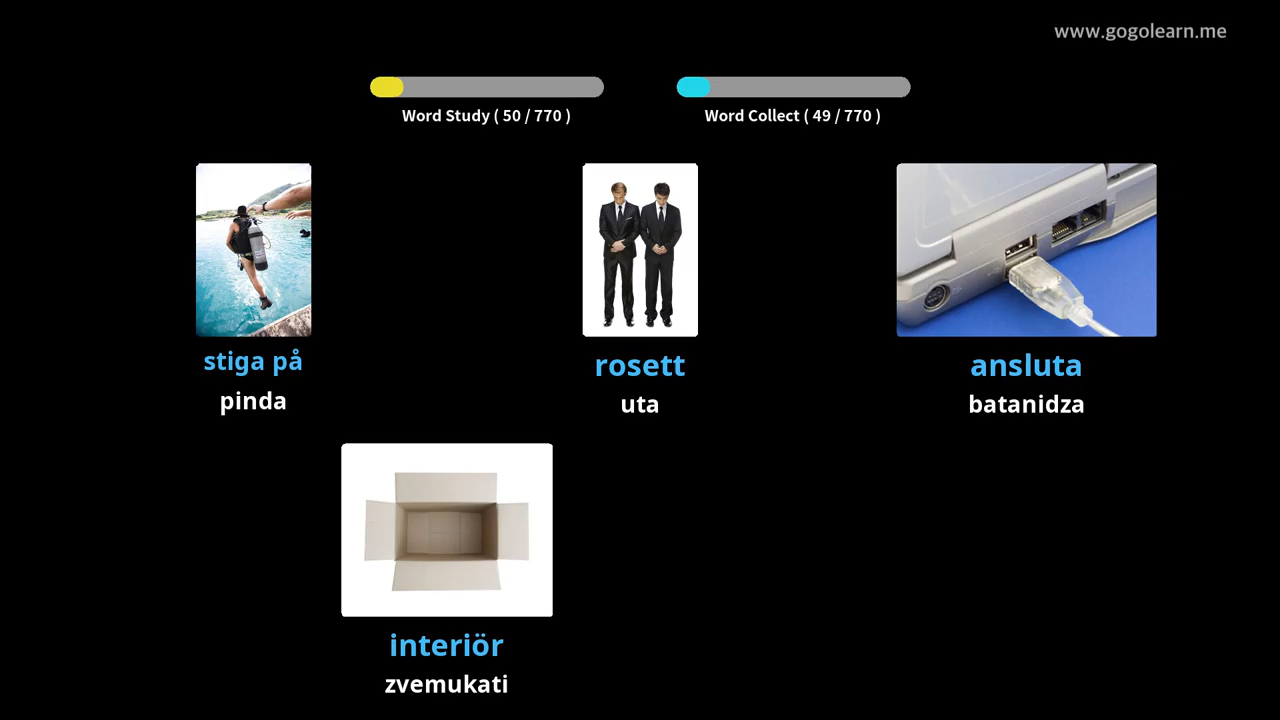 www.gogolearn.me
Word Study ( 50 / 770 )
Word Collect ( 49 / 770 )
stiga på
pinda
rosett
uta
ansluta
batanidza
interiör
zvemukati